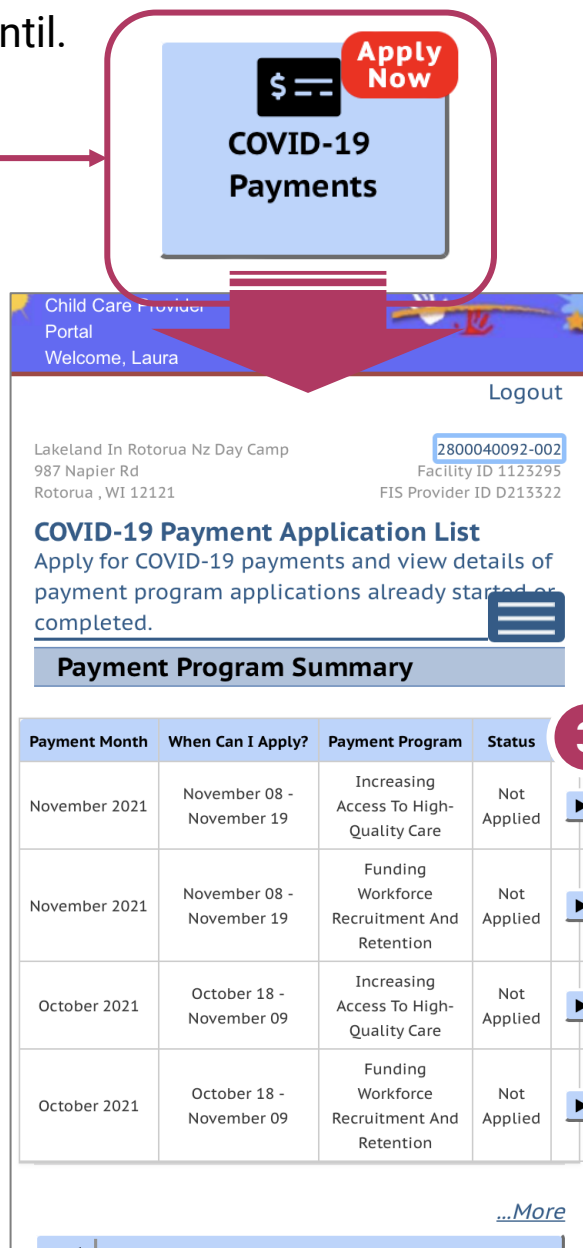 ntil.
Apply
Now
$
COVID-19
Payments
Child Care Provider
Portal
Welcome, Laura
Logout
Lakeland In Rotorua Nz Day Camp
2800040092-002
987 Napier Rd
Facility ID 1123295
Rotorua , WI 12121
FIS Provider ID D213322
COVID-19 Payment Application List
Apply for COVID-19 payments and view details of
payment program applications already started or
completed.
Payment Program Summary
Payment Month When Can I Apply? Payment Program Status
November 2021
November 08 -
November 19
Increasing
Access To High-
Quality Care
Not
Applied
November 2021
November 08 -
November 19
Funding
Workforce
Recruitment And
Retention
Not
Applied
October 2021
October 18 -
November 09
Increasing
Access To High-
Quality Care
Not
Applied
October 2021
October 18 -
November 09
Funding
Workforce
Recruitment And
Retention
Not
Applied
...More